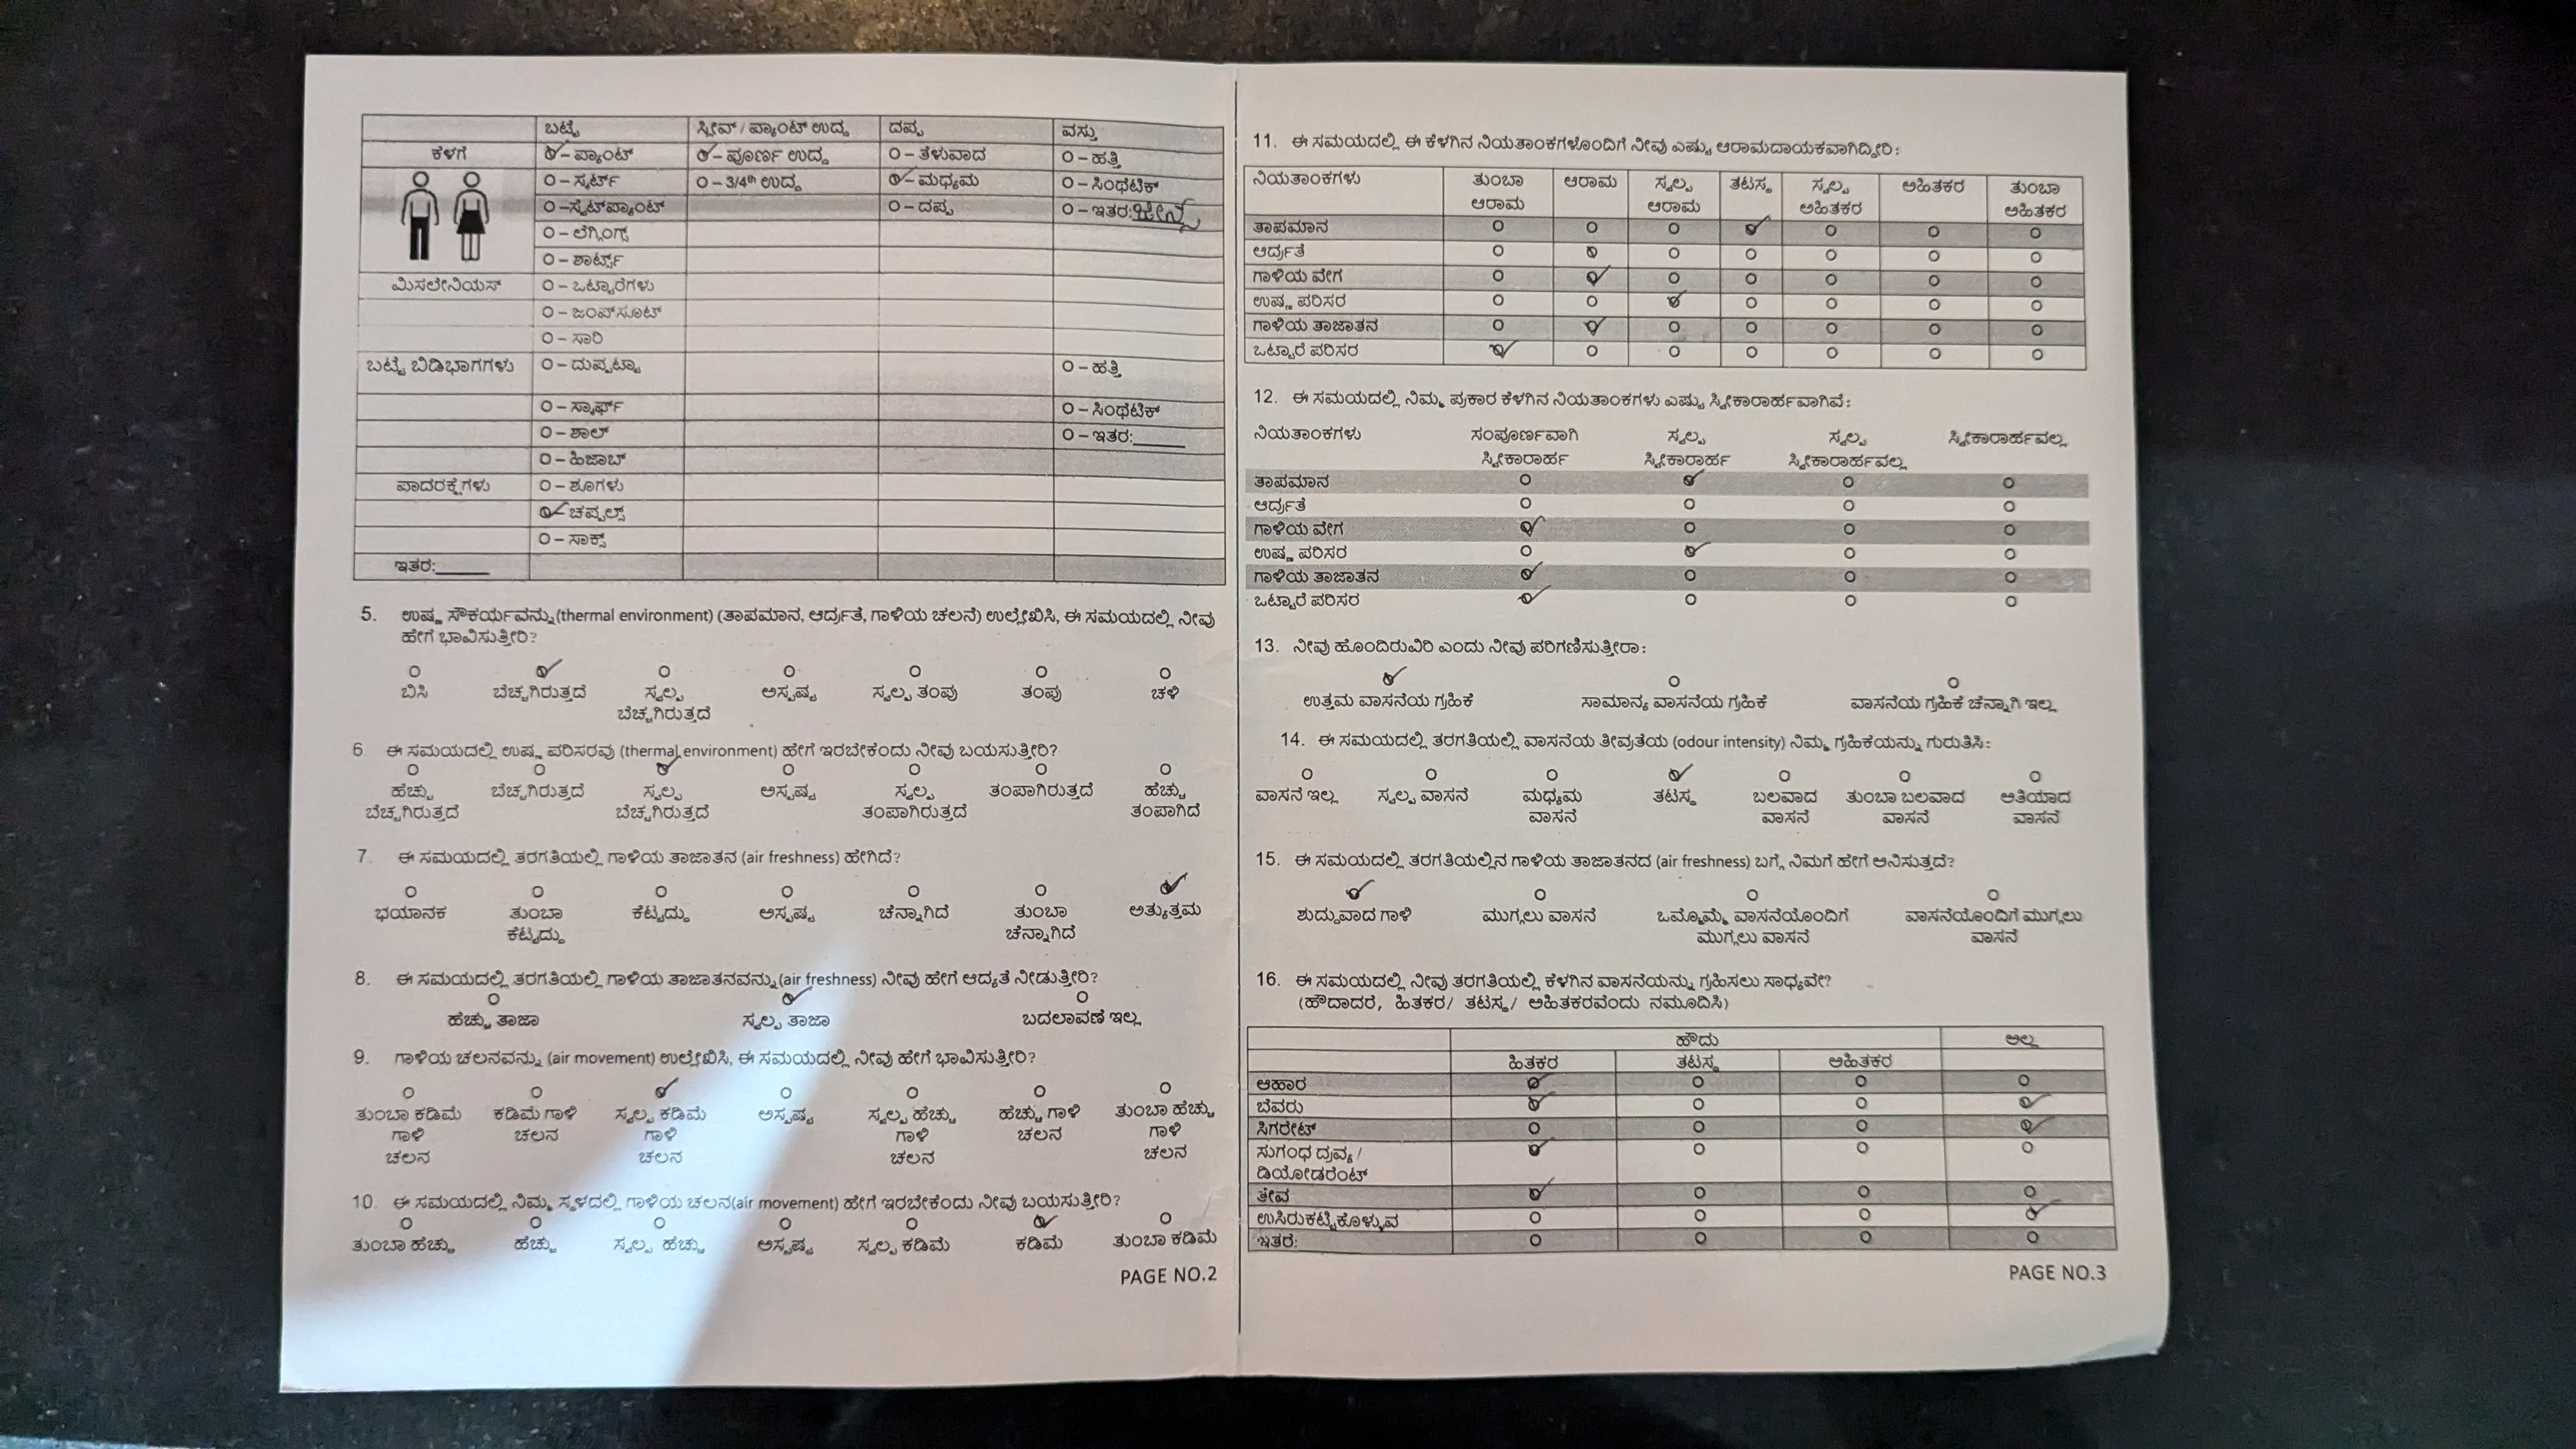 ಬಟ್ಟೆ ಸ್ಲೀವ್ / ಪ್ಯಾಂಟ್ ಉದ್ದ ದಪ್ಪ ವಸ್ತು
ಕೆಳಗೆ O – ಪ್ಯಾಂಟ್ O – ಪೂರ್ಣ ಉದ್ದ O – ತೆಳುವಾದ O – ಹತ್ತಿ
O – ಸ್ಕರ್ಟ್ O – 3/4th ಉದ್ದ O – ಮಧ್ಯಮ O – ಸಿಂಥೆಟಿಕ್
O –ಸ್ವೆಟ್‌ಪ್ಯಾಂಟ್ O – ದಪ್ಪ O – ಇತರ: ಜೀನ್ಸ್
O – ಲೆಗ್ಗಿಂಗ್ಸ್
O – ಶಾರ್ಟ್ಸ್
ಮಿಸಲೇನಿಯಸ್ O – ಒಟ್ಟಾರೆಗಳು
O – ಜಂಪ್‌ಸೂಟ್
O – ಸಾರಿ
ಬಟ್ಟೆ ಬಿಡಿಭಾಗಗಳು O – ದುಪ್ಪಟ್ಟಾ O – ಹತ್ತಿ
O – ಸ್ಕಾರ್ಫ್ O – ಸಿಂಥೆಟಿಕ್
O – ಶಾಲ್ O – ಇತರ:______
O – ಹಿಜಾಬ್
ಪಾದರಕ್ಷೆಗಳು O – ಶೂಗಳು
O – ಚಪ್ಪಲ್ಸ್
O – ಸಾಕ್ಸ್
ಇತರ:______
5. ಉಷ್ಣ ಸೌಕರ್ಯವನ್ನು (thermal environment) (ತಾಪಮಾನ, ಆರ್ದ್ರತೆ, ಗಾಳಿಯ ಚಲನೆ) ಉಲ್ಲೇಖಿಸಿ, ಈ ಸಮಯದಲ್ಲಿ ನೀವು
ಹೇಗೆ ಭಾವಿಸುತ್ತೀರಿ?
ಬಿಸಿ ಬೆಚ್ಚಗಿರುತ್ತದೆ ಸ್ವಲ್ಪ ಅಸ್ಪಷ್ಟ ಸ್ವಲ್ಪ ತಂಪು ತಂಪು ಚಳಿ
ಬೆಚ್ಚಗಿರುತ್ತದೆ
6. ಈ ಸಮಯದಲ್ಲಿ ಉಷ್ಣ ಪರಿಸರವು (thermal environment) ಹೇಗೆ ಇರಬೇಕೆಂದು ನೀವು ಬಯಸುತ್ತೀರಿ?
ಹೆಚ್ಚು ಬೆಚ್ಚಗಿರುತ್ತದೆ ಸ್ವಲ್ಪ ಅಸ್ಪಷ್ಟ ಸ್ವಲ್ಪ ತಂಪಾಗಿರುತ್ತದೆ ಹೆಚ್ಚು
ಬೆಚ್ಚಗಿರುತ್ತದೆ ಬೆಚ್ಚಗಿರುತ್ತದೆ ತಂಪಾಗಿರುತ್ತದೆ ತಂಪಾಗಿದೆ
7. ಈ ಸಮಯದಲ್ಲಿ ತರಗತಿಯಲ್ಲಿ ಗಾಳಿಯ ತಾಜಾತನ (air freshness) ಹೇಗಿದೆ?
ಭಯಾನಕ ತುಂಬಾ ಕೆಟ್ಟದ್ದು ಅಸ್ಪಷ್ಟ ಚೆನ್ನಾಗಿದೆ ತುಂಬಾ ಅತ್ಯುತ್ತಮ
ಕೆಟ್ಟದ್ದು ಚೆನ್ನಾಗಿದೆ
8. ಈ ಸಮಯದಲ್ಲಿ ತರಗತಿಯಲ್ಲಿ ಗಾಳಿಯ ತಾಜಾತನವನ್ನು (air freshness) ನೀವು ಹೇಗೆ ಆದ್ಯತೆ ನೀಡುತ್ತೀರಿ?
ಹೆಚ್ಚು ತಾಜಾ ಸ್ವಲ್ಪ ತಾಜಾ ಬದಲಾವಣೆ ಇಲ್ಲ
9. ಗಾಳಿಯ ಚಲನವನ್ನು (air movement) ಉಲ್ಲೇಖಿಸಿ, ಈ ಸಮಯದಲ್ಲಿ ನೀವು ಹೇಗೆ ಭಾವಿಸುತ್ತೀರಿ?
ತುಂಬಾ ಕಡಿಮೆ ಕಡಿಮೆ ಗಾಳಿ ಸ್ವಲ್ಪ ಕಡಿಮೆ ಅಸ್ಪಷ್ಟ ಸ್ವಲ್ಪ ಹೆಚ್ಚು ಹೆಚ್ಚು ಗಾಳಿ ತುಂಬಾ ಹೆಚ್ಚು
ಗಾಳಿ ಚಲನ ಗಾಳಿ ಗಾಳಿ ಚಲನ ಗಾಳಿ
ಚಲನ ಚಲನ ಚಲನ ಚಲನ
10. ಈ ಸಮಯದಲ್ಲಿ ನಿಮ್ಮ ಸ್ಥಳದಲ್ಲಿ ಗಾಳಿಯ ಚಲನ(air movement) ಹೇಗೆ ಇರಬೇಕೆಂದು ನೀವು ಬಯಸುತ್ತೀರಿ?
ತುಂಬಾ ಹೆಚ್ಚು ಹೆಚ್ಚು ಸ್ವಲ್ಪ ಹೆಚ್ಚು ಅಸ್ಪಷ್ಟ ಸ್ವಲ್ಪ ಕಡಿಮೆ ಕಡಿಮೆ ತುಂಬಾ ಕಡಿಮೆ
PAGE NO.2
11. ಈ ಸಮಯದಲ್ಲಿ ಈ ಕೆಳಗಿನ ನಿಯತಾಂಕಗಳೊಂದಿಗೆ ನೀವು ಎಷ್ಟು ಆರಾಮದಾಯಕವಾಗಿದ್ದೀರಿ:
ನಿಯತಾಂಕಗಳು ತುಂಬಾ ಆರಾಮ ಸ್ವಲ್ಪ ತಟಸ್ಥ ಸ್ವಲ್ಪ ಅಹಿತಕರ ತುಂಬಾ
ಆರಾಮ ಆರಾಮ ಅಹಿತಕರ ಅಹಿತಕರ
ತಾಪಮಾನ
ಆರ್ದ್ರತೆ
ಗಾಳಿಯ ವೇಗ
ಉಷ್ಣ ಪರಿಸರ
ಗಾಳಿಯ ತಾಜಾತನ
ಒಟ್ಟಾರೆ ಪರಿಸರ
12. ಈ ಸಮಯದಲ್ಲಿ ನಿಮ್ಮ ಪ್ರಕಾರ ಕೆಳಗಿನ ನಿಯತಾಂಕಗಳು ಎಷ್ಟು ಸ್ವೀಕಾರಾರ್ಹವಾಗಿವೆ:
ನಿಯತಾಂಕಗಳು ಸಂಪೂರ್ಣವಾಗಿ ಸ್ವಲ್ಪ ಸ್ವಲ್ಪ ಸ್ವೀಕಾರಾರ್ಹವಲ್ಲ
ಸ್ವೀಕಾರಾರ್ಹ ಸ್ವೀಕಾರಾರ್ಹ ಸ್ವೀಕಾರಾರ್ಹವಲ್ಲ
ತಾಪಮಾನ
ಆರ್ದ್ರತೆ
ಗಾಳಿಯ ವೇಗ
ಉಷ್ಣ ಪರಿಸರ
ಗಾಳಿಯ ತಾಜಾತನ
ಒಟ್ಟಾರೆ ಪರಿಸರ
13. ನೀವು ಹೊಂದಿರುವಿರಿ ಎಂದು ನೀವು ಪರಿಗಣಿಸುತ್ತೀರಾ:
ಉತ್ತಮ ವಾಸನೆಯ ಗ್ರಹಿಕೆ ಸಾಮಾನ್ಯ ವಾಸನೆಯ ಗ್ರಹಿಕೆ ವಾಸನೆಯ ಗ್ರಹಿಕೆ ಚೆನ್ನಾಗಿ ಇಲ್ಲ
14. ಈ ಸಮಯದಲ್ಲಿ ತರಗತಿಯಲ್ಲಿ ವಾಸನೆಯ ತೀವ್ರತೆಯ (odour intensity) ನಿಮ್ಮ ಗ್ರಹಿಕೆಯನ್ನು ಗುರುತಿಸಿ:
ವಾಸನೆ ಇಲ್ಲ ಸ್ವಲ್ಪ ವಾಸನೆ ಮಧ್ಯಮ ತಟಸ್ಥ ಬಲವಾದ ತುಂಬಾ ಬಲವಾದ ಅತಿಯಾದ
ವಾಸನೆ ವಾಸನೆ ವಾಸನೆ ವಾಸನೆ
15. ಈ ಸಮಯದಲ್ಲಿ ತರಗತಿಯಲ್ಲಿನ ಗಾಳಿಯ ತಾಜಾತನದ (air freshness) ಬಗ್ಗೆ ನಿಮಗೆ ಹೇಗೆ ಅನಿಸುತ್ತದೆ?
ಶುದ್ಧುವಾದ ಗಾಳಿ ಮುಗ್ಗಲು ವಾಸನೆ ಒಮ್ಮೊಮ್ಮೆ ವಾಸನೆಯೊಂದಿಗೆ ವಾಸನೆಯೊಂದಿಗೆ ಮುಗ್ಗಲು
ಮುಗ್ಗಲು ವಾಸನೆ ವಾಸನೆ
16. ಈ ಸಮಯದಲ್ಲಿ ನೀವು ತರಗತಿಯಲ್ಲಿ ಕೆಳಗಿನ ವಾಸನೆಯನ್ನು ಗ್ರಹಿಸಲು ಸಾಧ್ಯವೇ?
(ಹೌದಾದರೆ, ಹಿತಕರ/ ತಟಸ್ಥ/ ಅಹಿತಕರವೆಂದು ನಮೂದಿಸಿ)
ಹೌದು ಅಲ್ಲ
ಹಿತಕರ ತಟಸ್ಥ ಅಹಿತಕರ
ಆಹಾರ
ಬೆವರು
ಸಿಗರೇಟ್
ಸುಗಂಧ ದ್ರವ್ಯ /
ಡಿಯೋಡರೆಂಟ್
ತೇವ
ಉಸಿರುಕಟ್ಟಿಕೊಳ್ಳುವ
ಇತರೆ:
PAGE NO.3